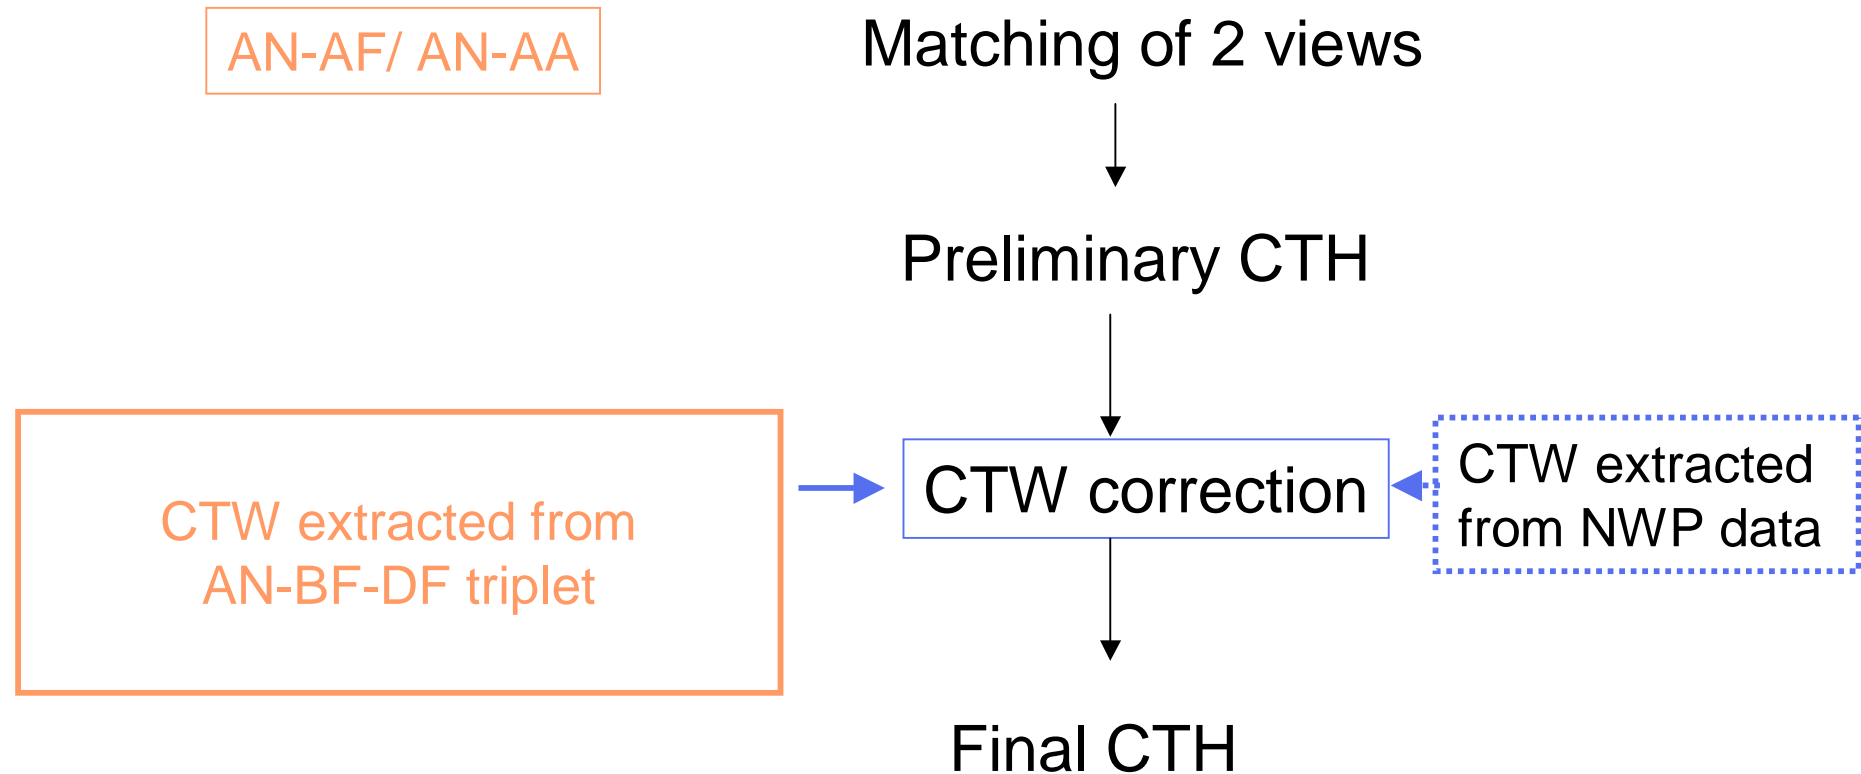 AN-AF/ AN-AA
Matching of 2 views
Preliminary CTH
CTW extracted from
AN-BF-DF triplet
CTW correction
CTW extracted
from NWP data
Final CTH